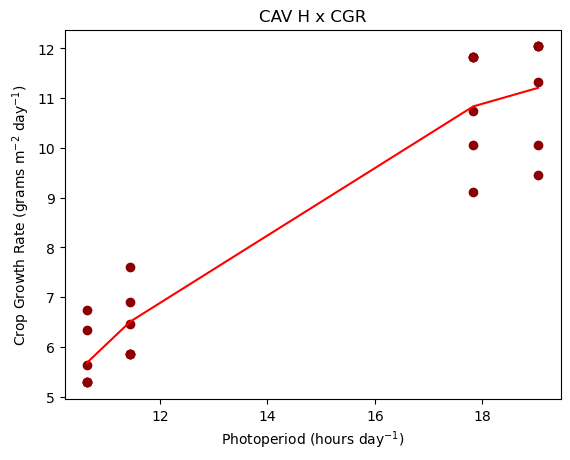 CAV H x CGR
Crop Growth Rate (grams m⁻² day⁻¹)
12
11
10
9
8
7
6
5
12 14 16 18
Photoperiod (hours day⁻¹)